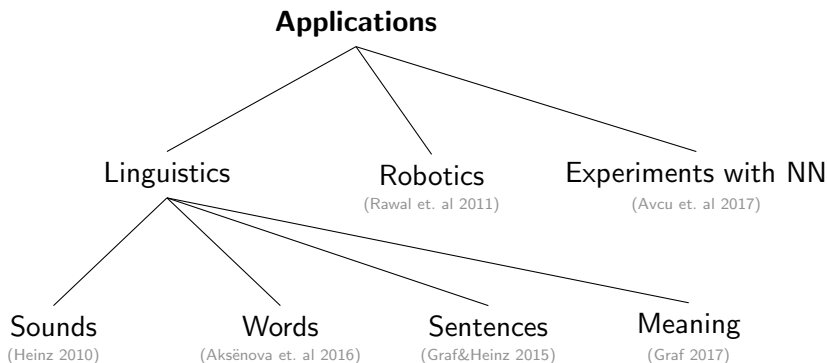 Applications
Linguistics
Robotics
(Rawal et. al 2011)
Experiments with NN
(Avcu et. al 2017)
Sounds
(Heinz 2010)
Words
(Aksënova et. al 2016)
Sentences
(Graf&Heinz 2015)
Meaning
(Graf 2017)